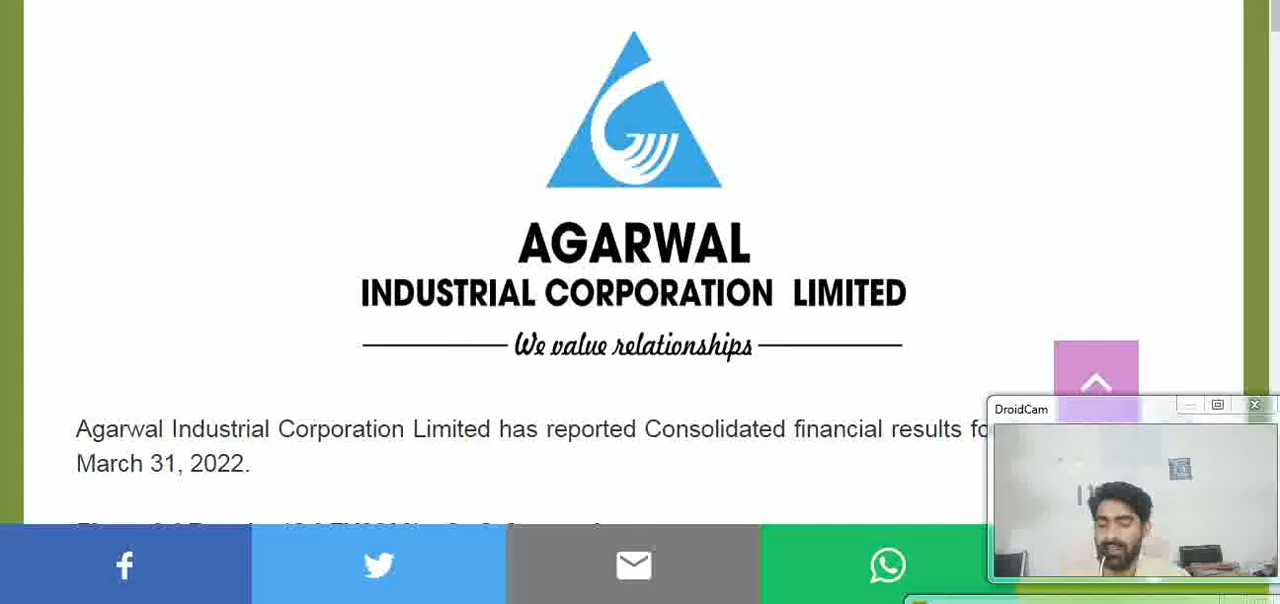 AGARWAL
INDUSTRIAL CORPORATION LIMITED
We value relationships
Agarwal Industrial Corporation Limited has reported Consolidated financial results
March 31, 2022.
DroidCam